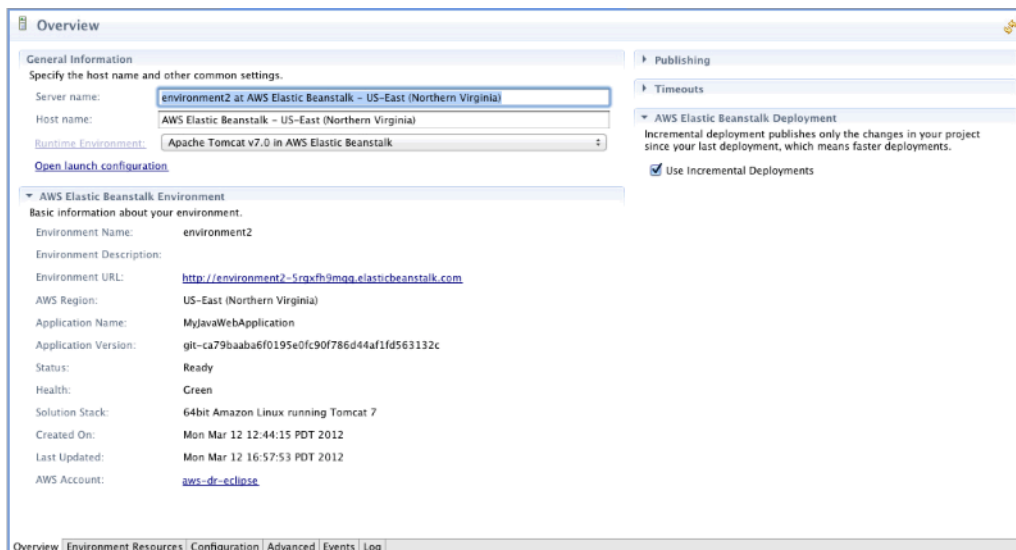 Overview
General Information
Specify the host name and other common settings.
Server name: environment2 at AWS Elastic Beanstalk - US-East (Northern Virginia)
Host name: AWS Elastic Beanstalk - US-East (Northern Virginia)
Runtime Environment: Apache Tomcat v7.0 in AWS Elastic Beanstalk
Open launch configuration
AWS Elastic Beanstalk Environment
Basic information about your environment.
Environment Name: environment2
Environment Description:
Environment URL: http://environment2-5rgxfh9mgg.elasticbeanstalk.com
AWS Region: US-East (Northern Virginia)
Application Name: MyJavaWebApplication
Application Version: git-ca79baaba6f0195e0fc90f786d44af1fd563132c
Status: Ready
Health: Green
Solution Stack: 64bit Amazon Linux running Tomcat 7
Created On: Mon Mar 12 12:44:15 PDT 2012
Last Updated: Mon Mar 12 16:57:53 PDT 2012
AWS Account: aws-dr-eclipse
Publishing
Timeouts
AWS Elastic Beanstalk Deployment
Incremental deployment publishes only the changes in your project
since your last deployment, which means faster deployments.
Use Incremental Deployments
Overview Environment Resources Configuration Advanced Events Log